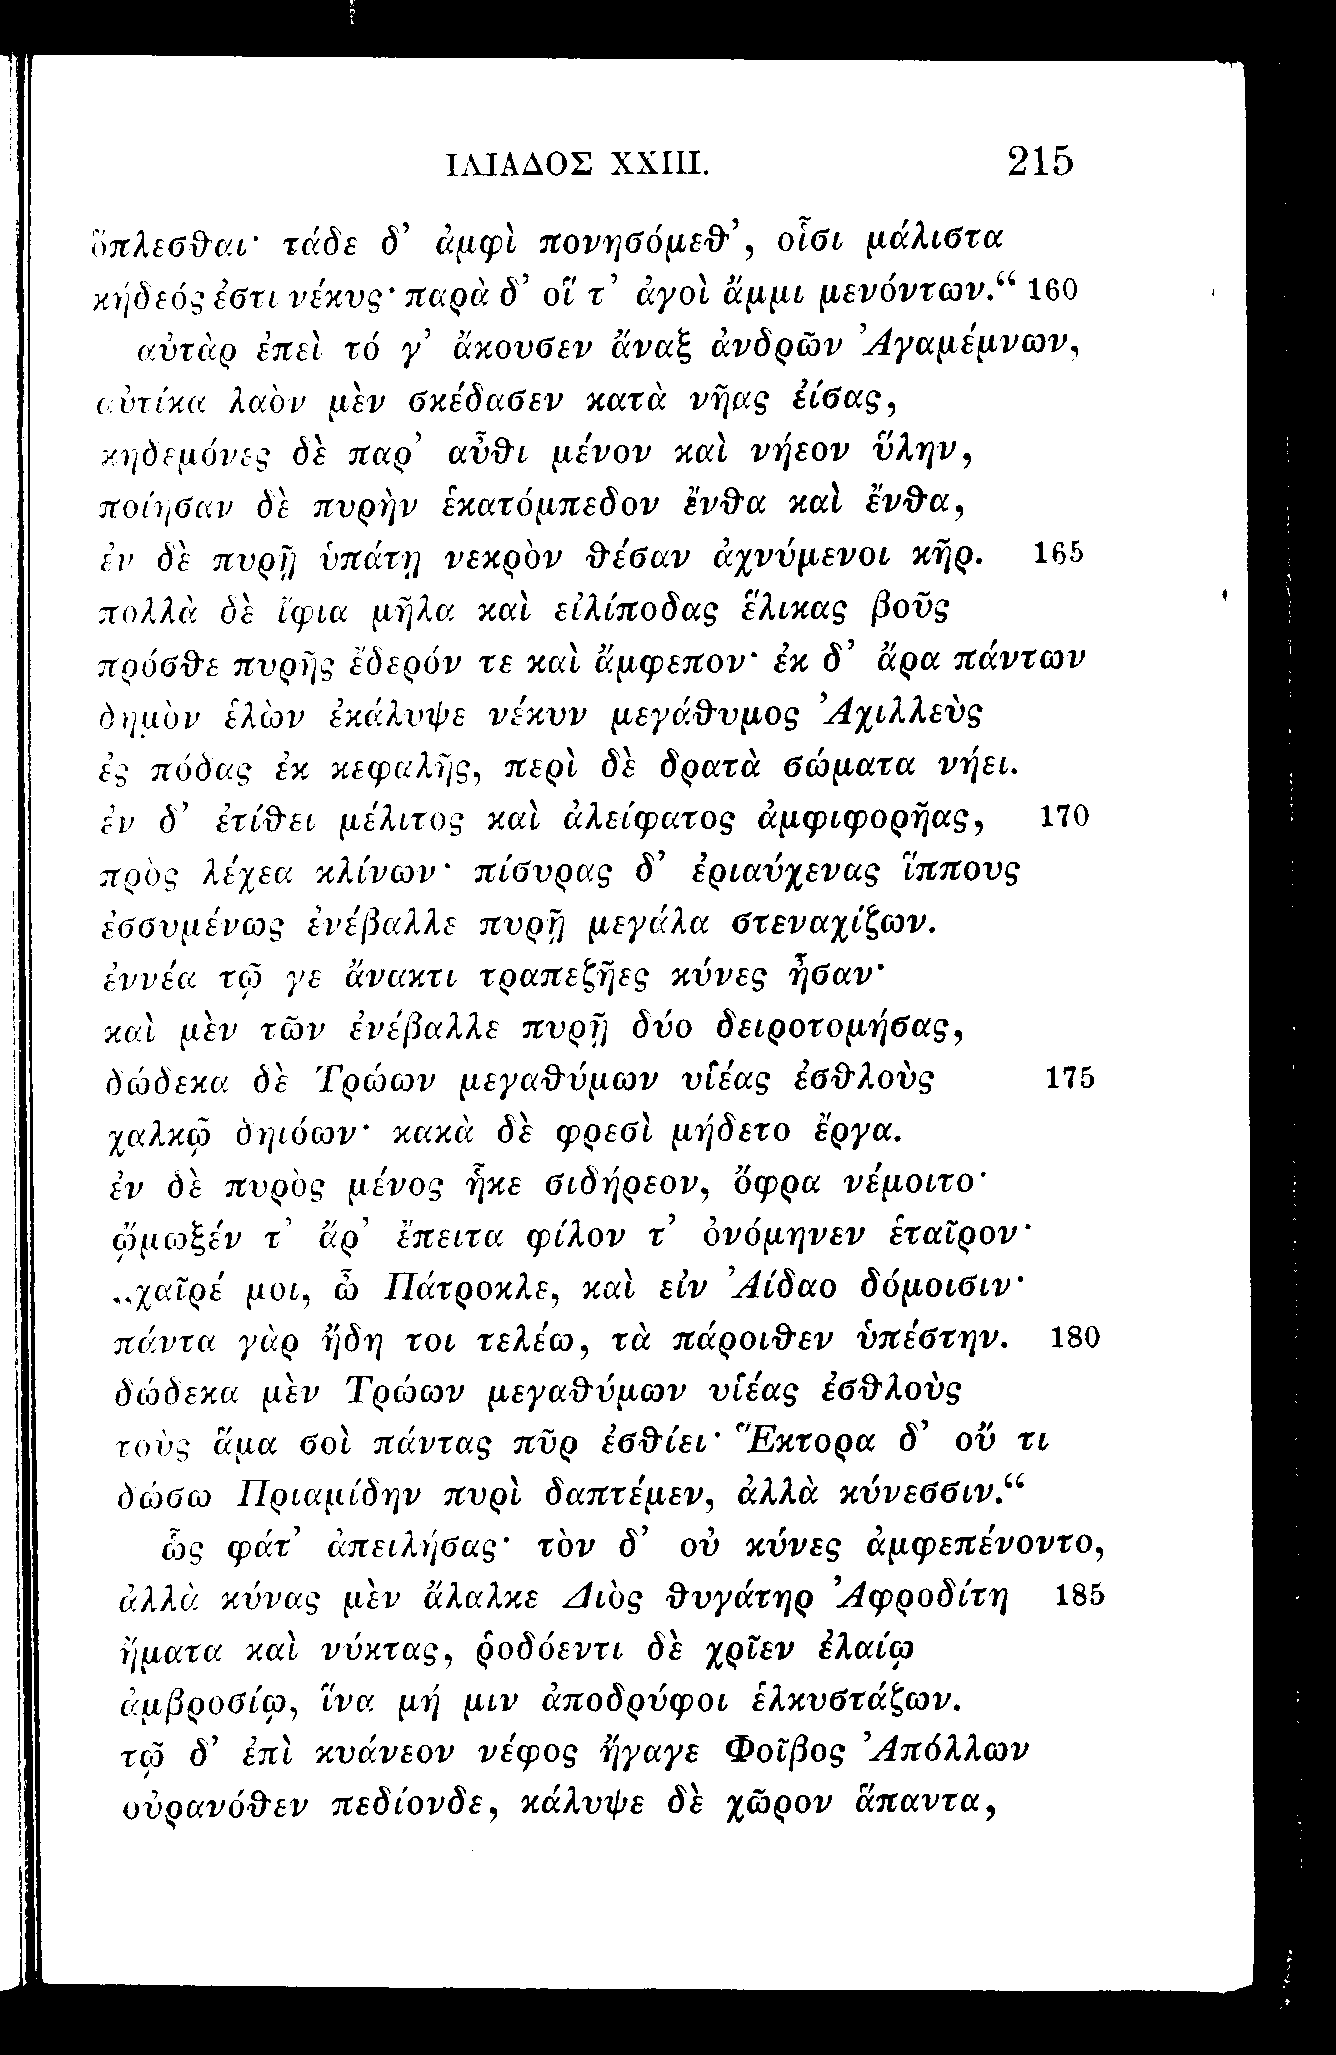 ΙΛΙΑΔΟΣ XXIII. 215
ὅπλεσϑαι· τάδε δ’ ἀμφὶ πονησόμεϑ’, οἷσι μάλιστα
κήδεός ἐστι νέκυς· παρὰ δ’ οἵ τ’ ἀγοὶ ἄμμι μενόντων.“ 160
αὐτὰρ ἐπεὶ τό γ’ ἄκουσεν ἄναξ ἀνδρῶν Ἀγαμέμνων,
αὐτίκα λαὸν μὲν σκέδασεν κατὰ νῆας ἐίσας,
κηδεμόνες δὲ παρ’ αὖϑι μένον καὶ νήεον ὕλην,
ποίησαν δὲ πυρὴν ἑκατόμπεδον ἔνϑα καὶ ἔνϑα,
ἐν δὲ πυρῇ ὑπάτῃ νεκρὸν ϑέσαν ἀχνύμενοι κῆρ. 165
πολλὰ δὲ ἴφια μῆλα καὶ εἰλίποδας ἕλικας βοῦς
πρόσϑε πυρῆς ἔδερόν τε καὶ ἄμφεπον· ἐκ δ’ ἄρα πάντων
δημὸν ἑλὼν ἐκάλυψε νέκυν μεγάϑυμος Ἀχιλλεὺς
ἐς πόδας ἐκ κεφαλῆς, περὶ δὲ δρατὰ σώματα νήει.
ἐν δ’ ἐτίϑει μέλιτος καὶ ἀλείφατος ἀμφιφορῆας, 170
πρὸς λέχεα κλίνων· πίσυρας δ’ ἐριαύχενας ἵππους
ἐσσυμένως ἐνέβαλλε πυρῇ μεγάλα στεναχίζων.
ἐννέα τῷ γε ἄνακτι τραπεζῆες κύνες ἦσαν·
καὶ μὲν τῶν ἐνέβαλλε πυρῇ δύο δειροτομήσας,
δώδεκα δὲ Τρώων μεγαϑύμων υἱέας ἐσϑλοὺς 175
χαλκῷ δηιόων· κακὰ δὲ φρεσὶ μήδετο ἔργα.
ἐν δὲ πυρὸς μένος ἧκε σιδήρεον, ὄφρα νέμοιτο·
ᾤμωξέν τ’ ἄρ’ ἔπειτα φίλον τ’ ὀνόμηνεν ἑταῖρον·
„χαῖρέ μοι, ὦ Πάτροκλε, καὶ εἰν Ἀίδαο δόμοισιν·
πάντα γὰρ ἤδη τοι τελέω, τὰ πάροιϑεν ὑπέστην. 180
δώδεκα μὲν Τρώων μεγαϑύμων υἱέας ἐσϑλοὺς
τοὺς ἅμα σοὶ πάντας πῦρ ἐσϑίει· Ἕκτορα δ’ οὔ τι
δώσω Πριαμίδην πυρὶ δαπτέμεν, ἀλλὰ κύνεσσιν.“
ὣς φάτ’ ἀπειλήσας· τὸν δ’ οὐ κύνες ἀμφεπένοντο,
ἀλλὰ κύνας μὲν ἄλαλκε Διὸς ϑυγάτηρ Ἀφροδίτη 185
ἤματα καὶ νύκτας, ῥοδόεντι δὲ χρῖεν ἐλαίῳ
ἀμβροσίῳ, ἵνα μή μιν ἀποδρύφοι ἑλκυστάζων.
τῷ δ’ ἐπὶ κυάνεον νέφος ἤγαγε Φοῖβος Ἀπόλλων
οὐρανόϑεν πεδίονδε, κάλυψε δὲ χῶρον ἅπαντα,